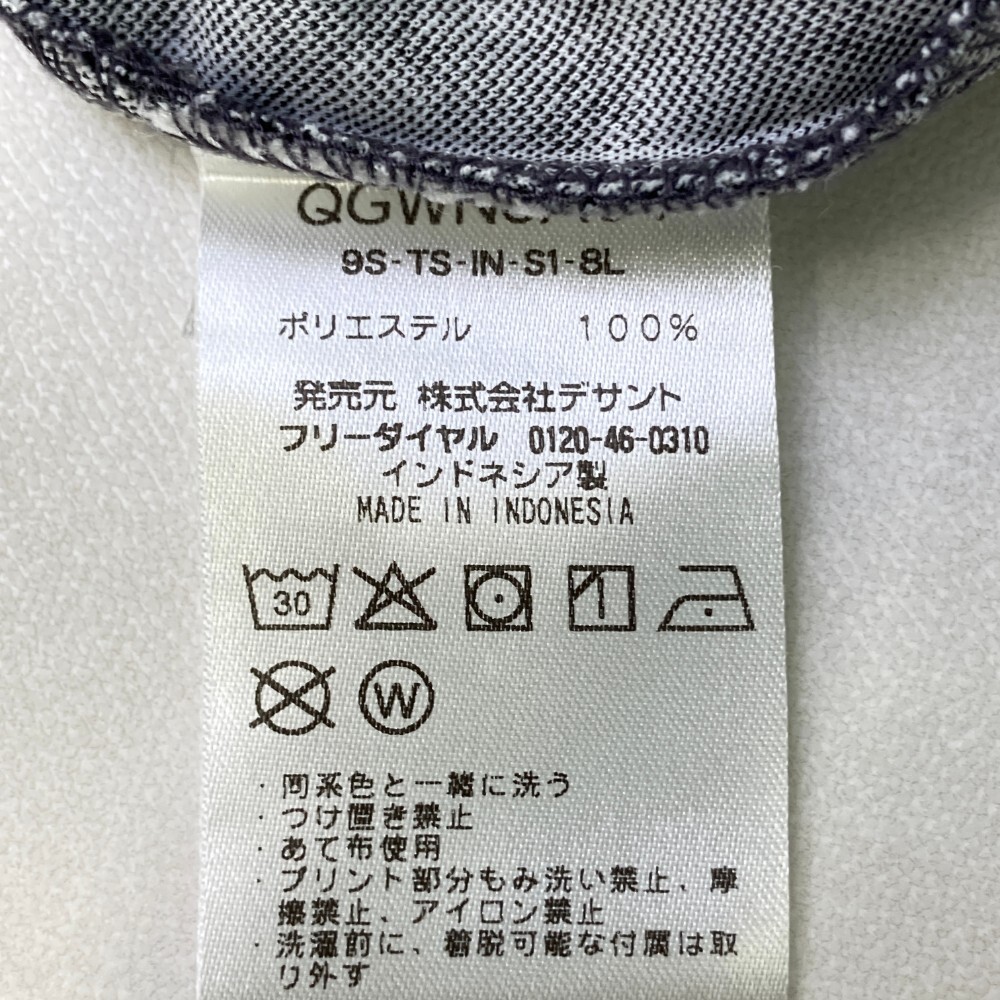 9S-TS-IN-S1-8L
ポリエステル 100%
発売元 株式会社デサント
フリーダイヤル 0120-46-0310
インドネシア製
MADE IN INDONESIA
30
W
・同系色と一緒に洗う
・つけ置き禁止
・あて布使用
・プリント部分もみ洗い禁止、摩
擦禁止、アイロン禁止
・洗濯前に、着脱可能な付属は取
り外す